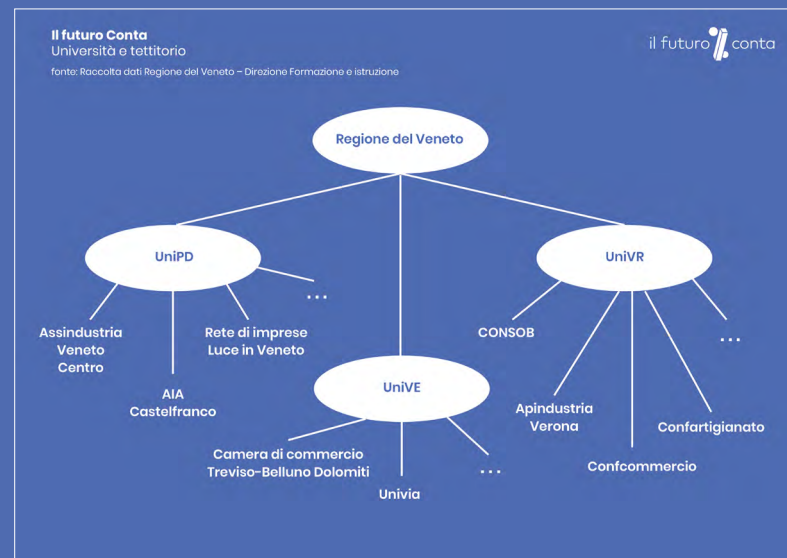 Il futuro Conta
Università e tettitorio
fonte: Raccolta dati Regione del Veneto – Direzione Formazione e istruzione
il futuro conta
Regione del Veneto
UniPD
UniVR
...
Assindustria
Veneto
Centro
Rete di imprese
Luce in Veneto
CONSOB
...
AIA
Castelfranco
UniVE
Apindustria
Verona
Confartigianato
Camera di commercio
Treviso-Belluno Dolomiti
...
Confcommercio
Univia